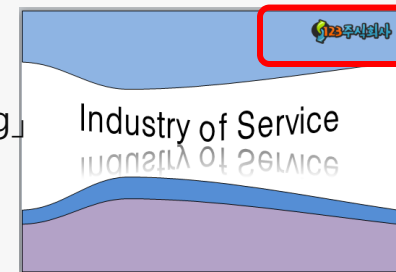 123주식회사
g」
Industry of Service